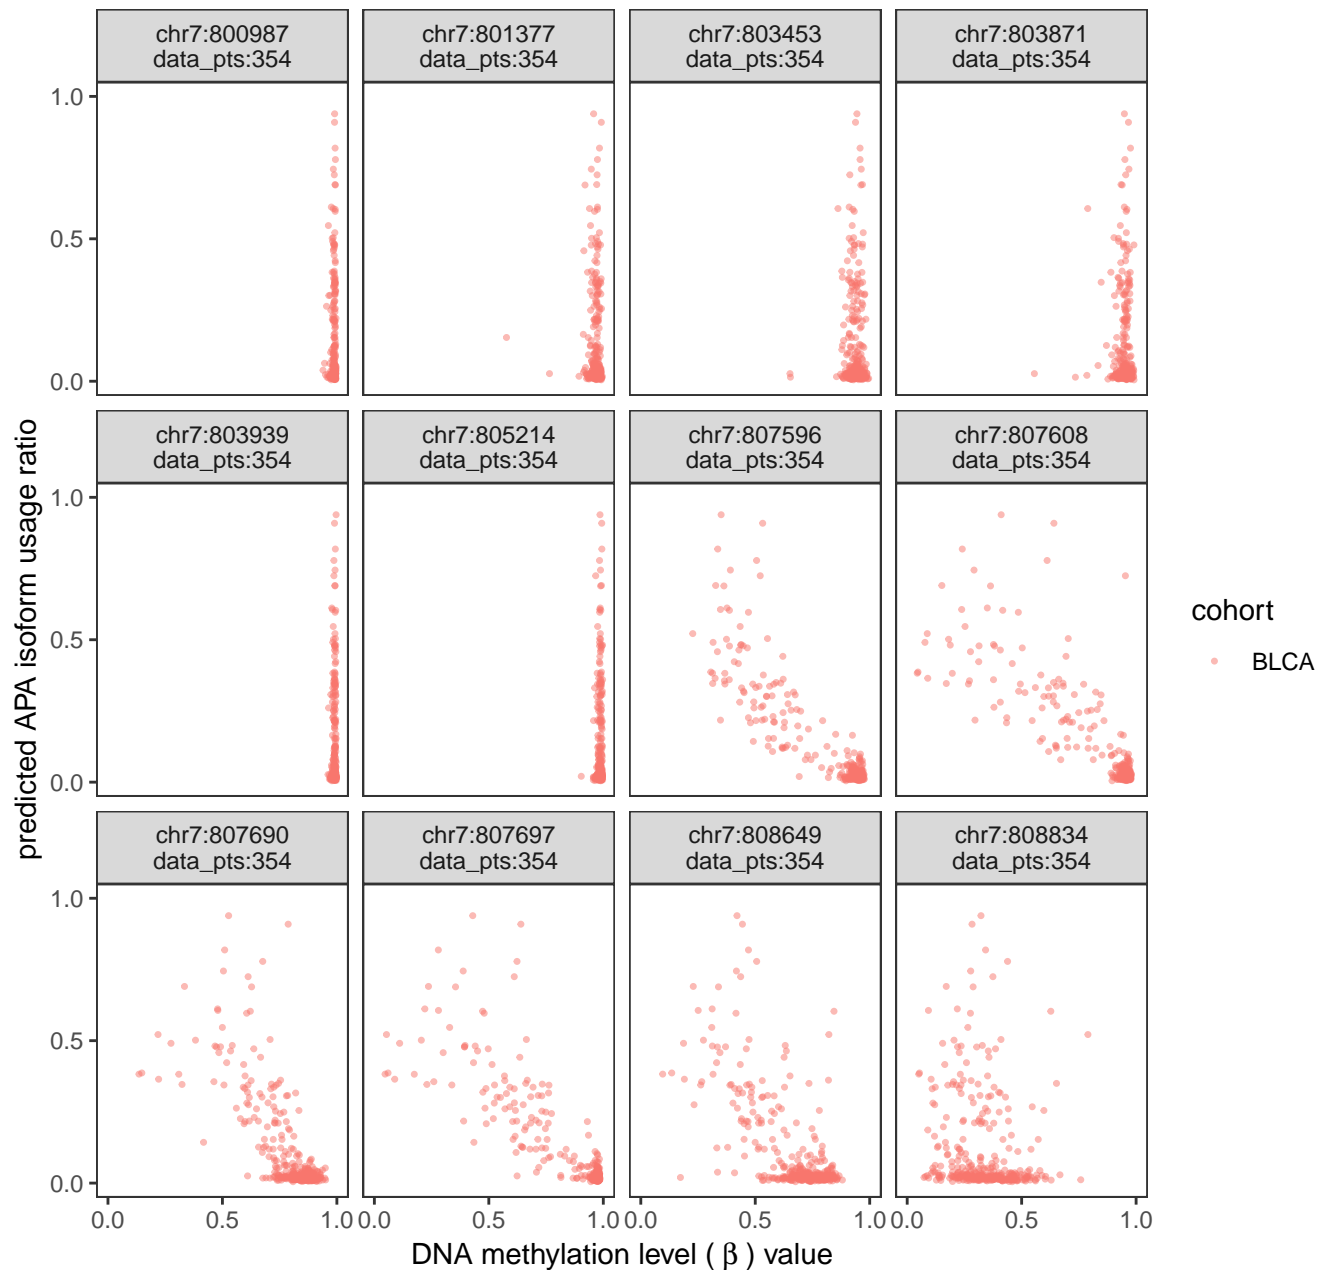 chr7:800987
data_pts:354
chr7:801377
data_pts:354
chr7:803453
data_pts:354
chr7:803871
data_pts:354
1.0
0.5
0.0
chr7:803939
data_pts:354
chr7:805214
data_pts:354
chr7:807596
data_pts:354
chr7:807608
data_pts:354
1.0
0.5
0.0
chr7:807690
data_pts:354
chr7:807697
data_pts:354
chr7:808649
data_pts:354
chr7:808834
data_pts:354
1.0
0.5
0.0
0.0 0.5 1.0
0.0 0.5 1.0
0.0 0.5 1.0
0.0 0.5 1.0
DNA methylation level ( β ) value
predicted APA isoform usage ratio
cohort
BLCA